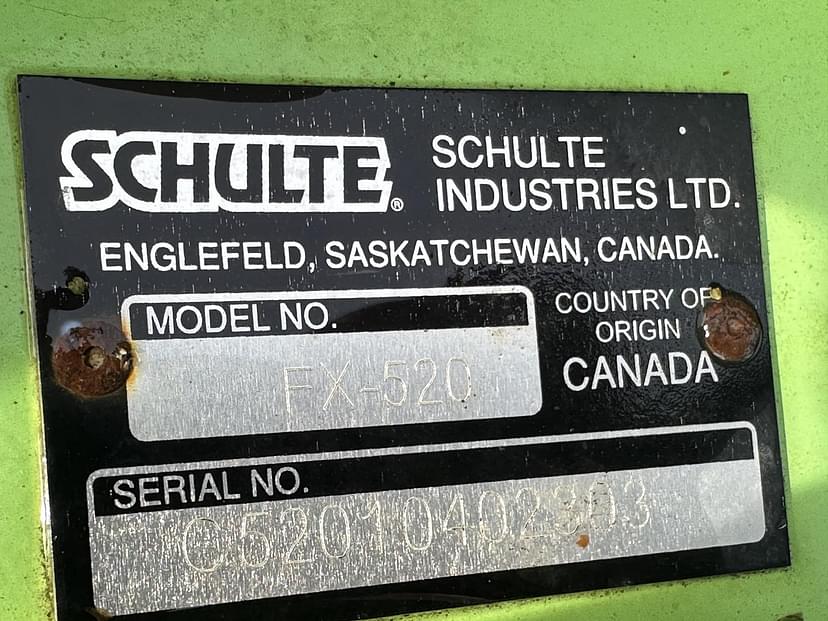 SCHULTE®
SCHULTE
INDUSTRIES LTD.
ENGLEFELD, SASKATCHEWAN, CANADA.
MODEL NO.
FX-520
COUNTRY OF
ORIGIN
CANADA
SERIAL NO.
C52010402303